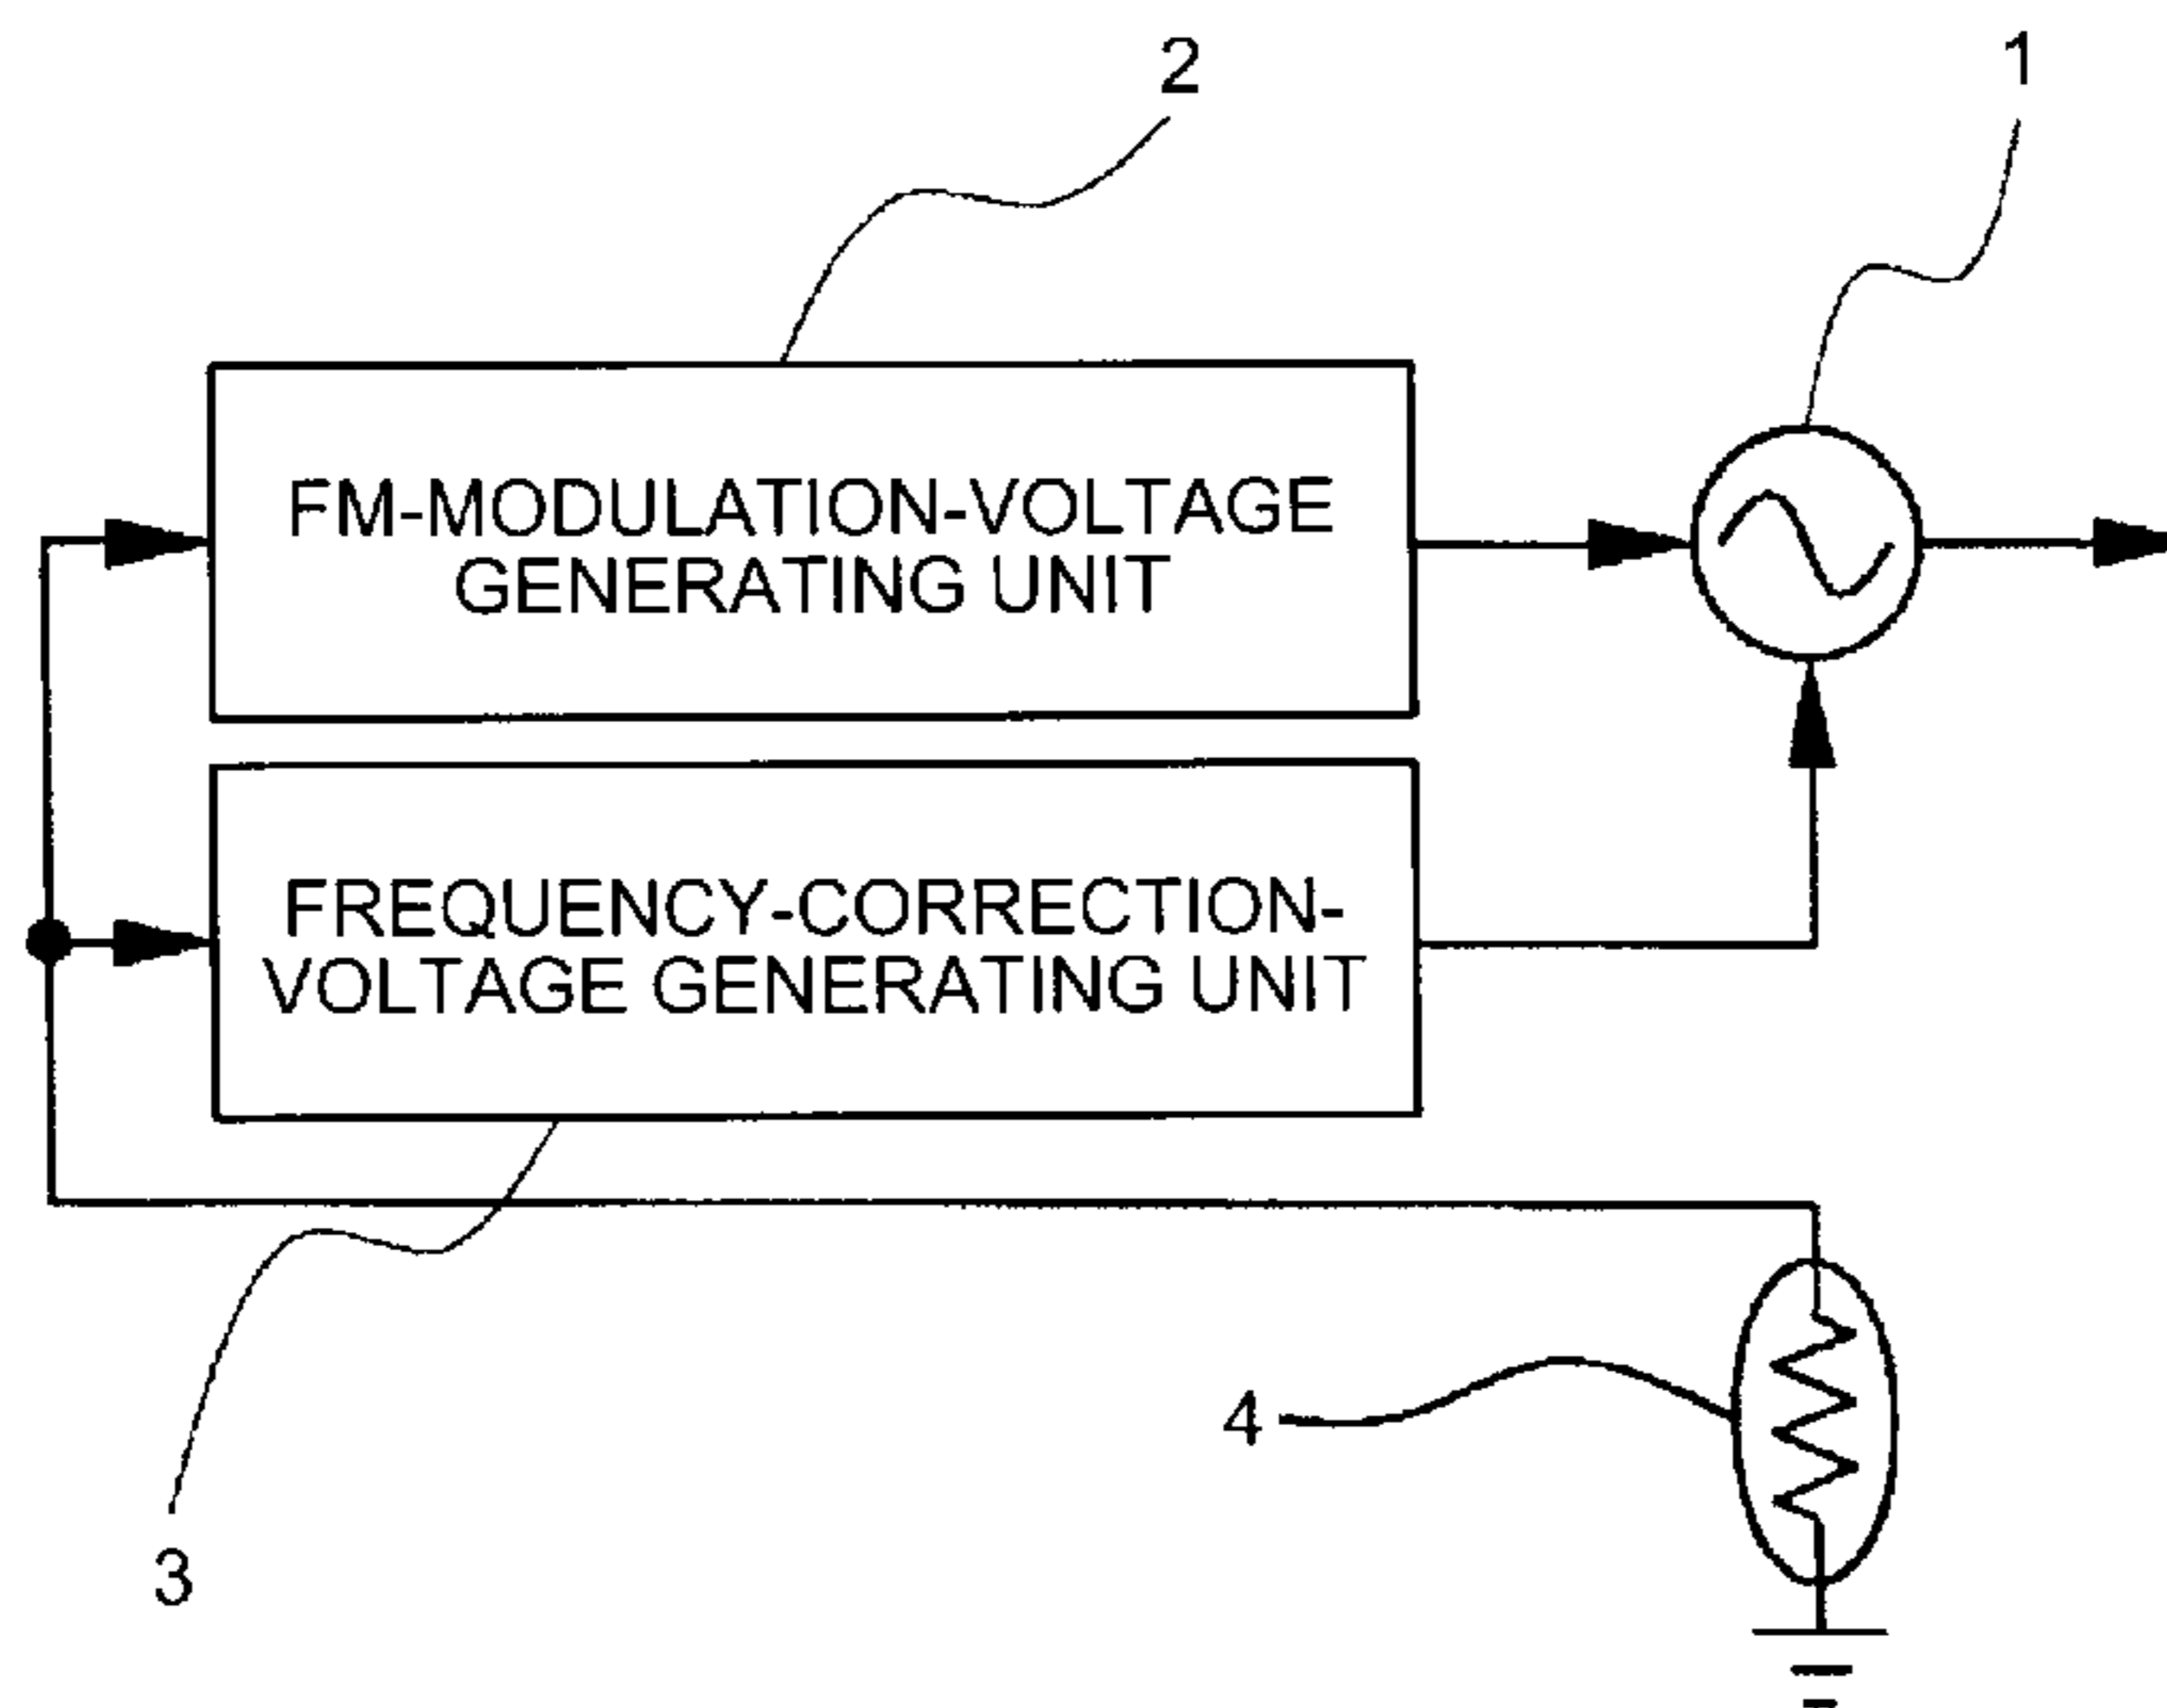 2
1
FM-MODULATION-VOLTAGE
GENERATING UNIT
FREQUENCY-CORRECTION-
VOLTAGE GENERATING UNIT
4
3